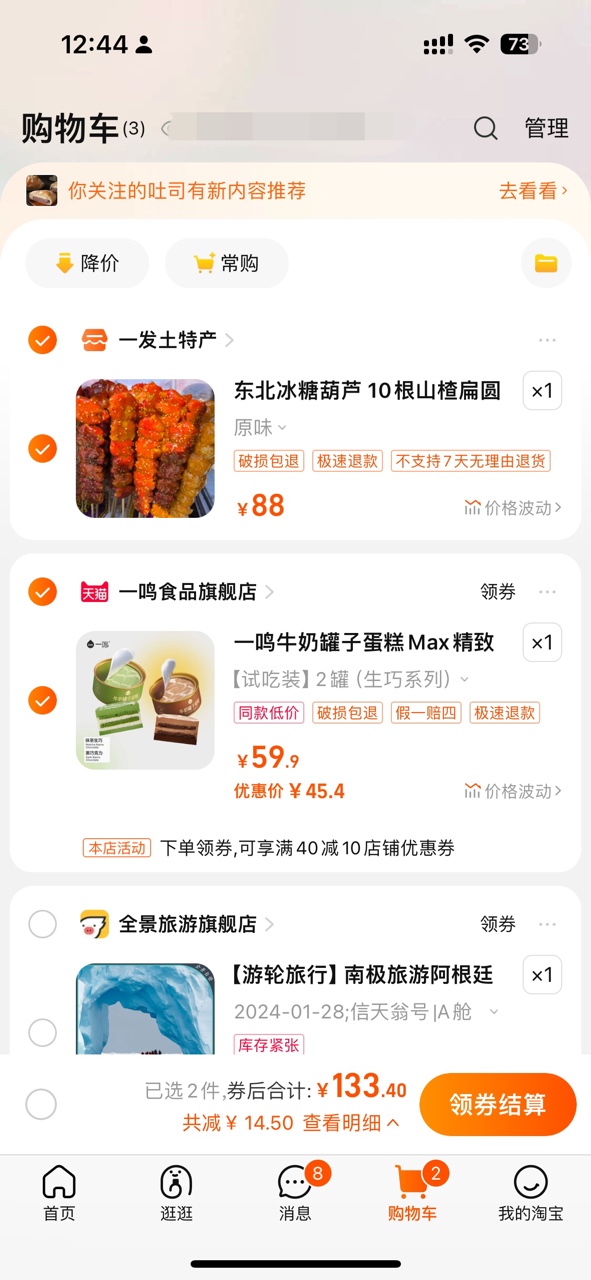 12:44
73
购物车(3)
管理
你关注的吐司有新内容推荐
去看看
降价
常购
一发土特产
东北冰糖葫芦 10根山楂扁圆
×1
原味
破损包退
极速退款
不支持7天无理由退货
¥88
价格波动
天猫
一鸣食品旗舰店
领券
一鸣
一鸣牛奶罐子蛋糕Max精致
×1
【试吃装】2罐 (生巧系列)
同款低价
破损包退
假一赔四
极速退款
¥59.9
优惠价 ¥45.4
价格波动
本店活动
下单领券,可享满40减10店铺优惠券
全景旅游旗舰店
领券
【游轮旅行】南极旅游阿根廷
×1
2024-01-28;信天翁号|A舱
库存紧张
已选2件,券后合计: ¥133.40
共减 ¥ 14.50 查看明细
领券结算
8
2
首页
逛逛
消息
购物车
我的淘宝